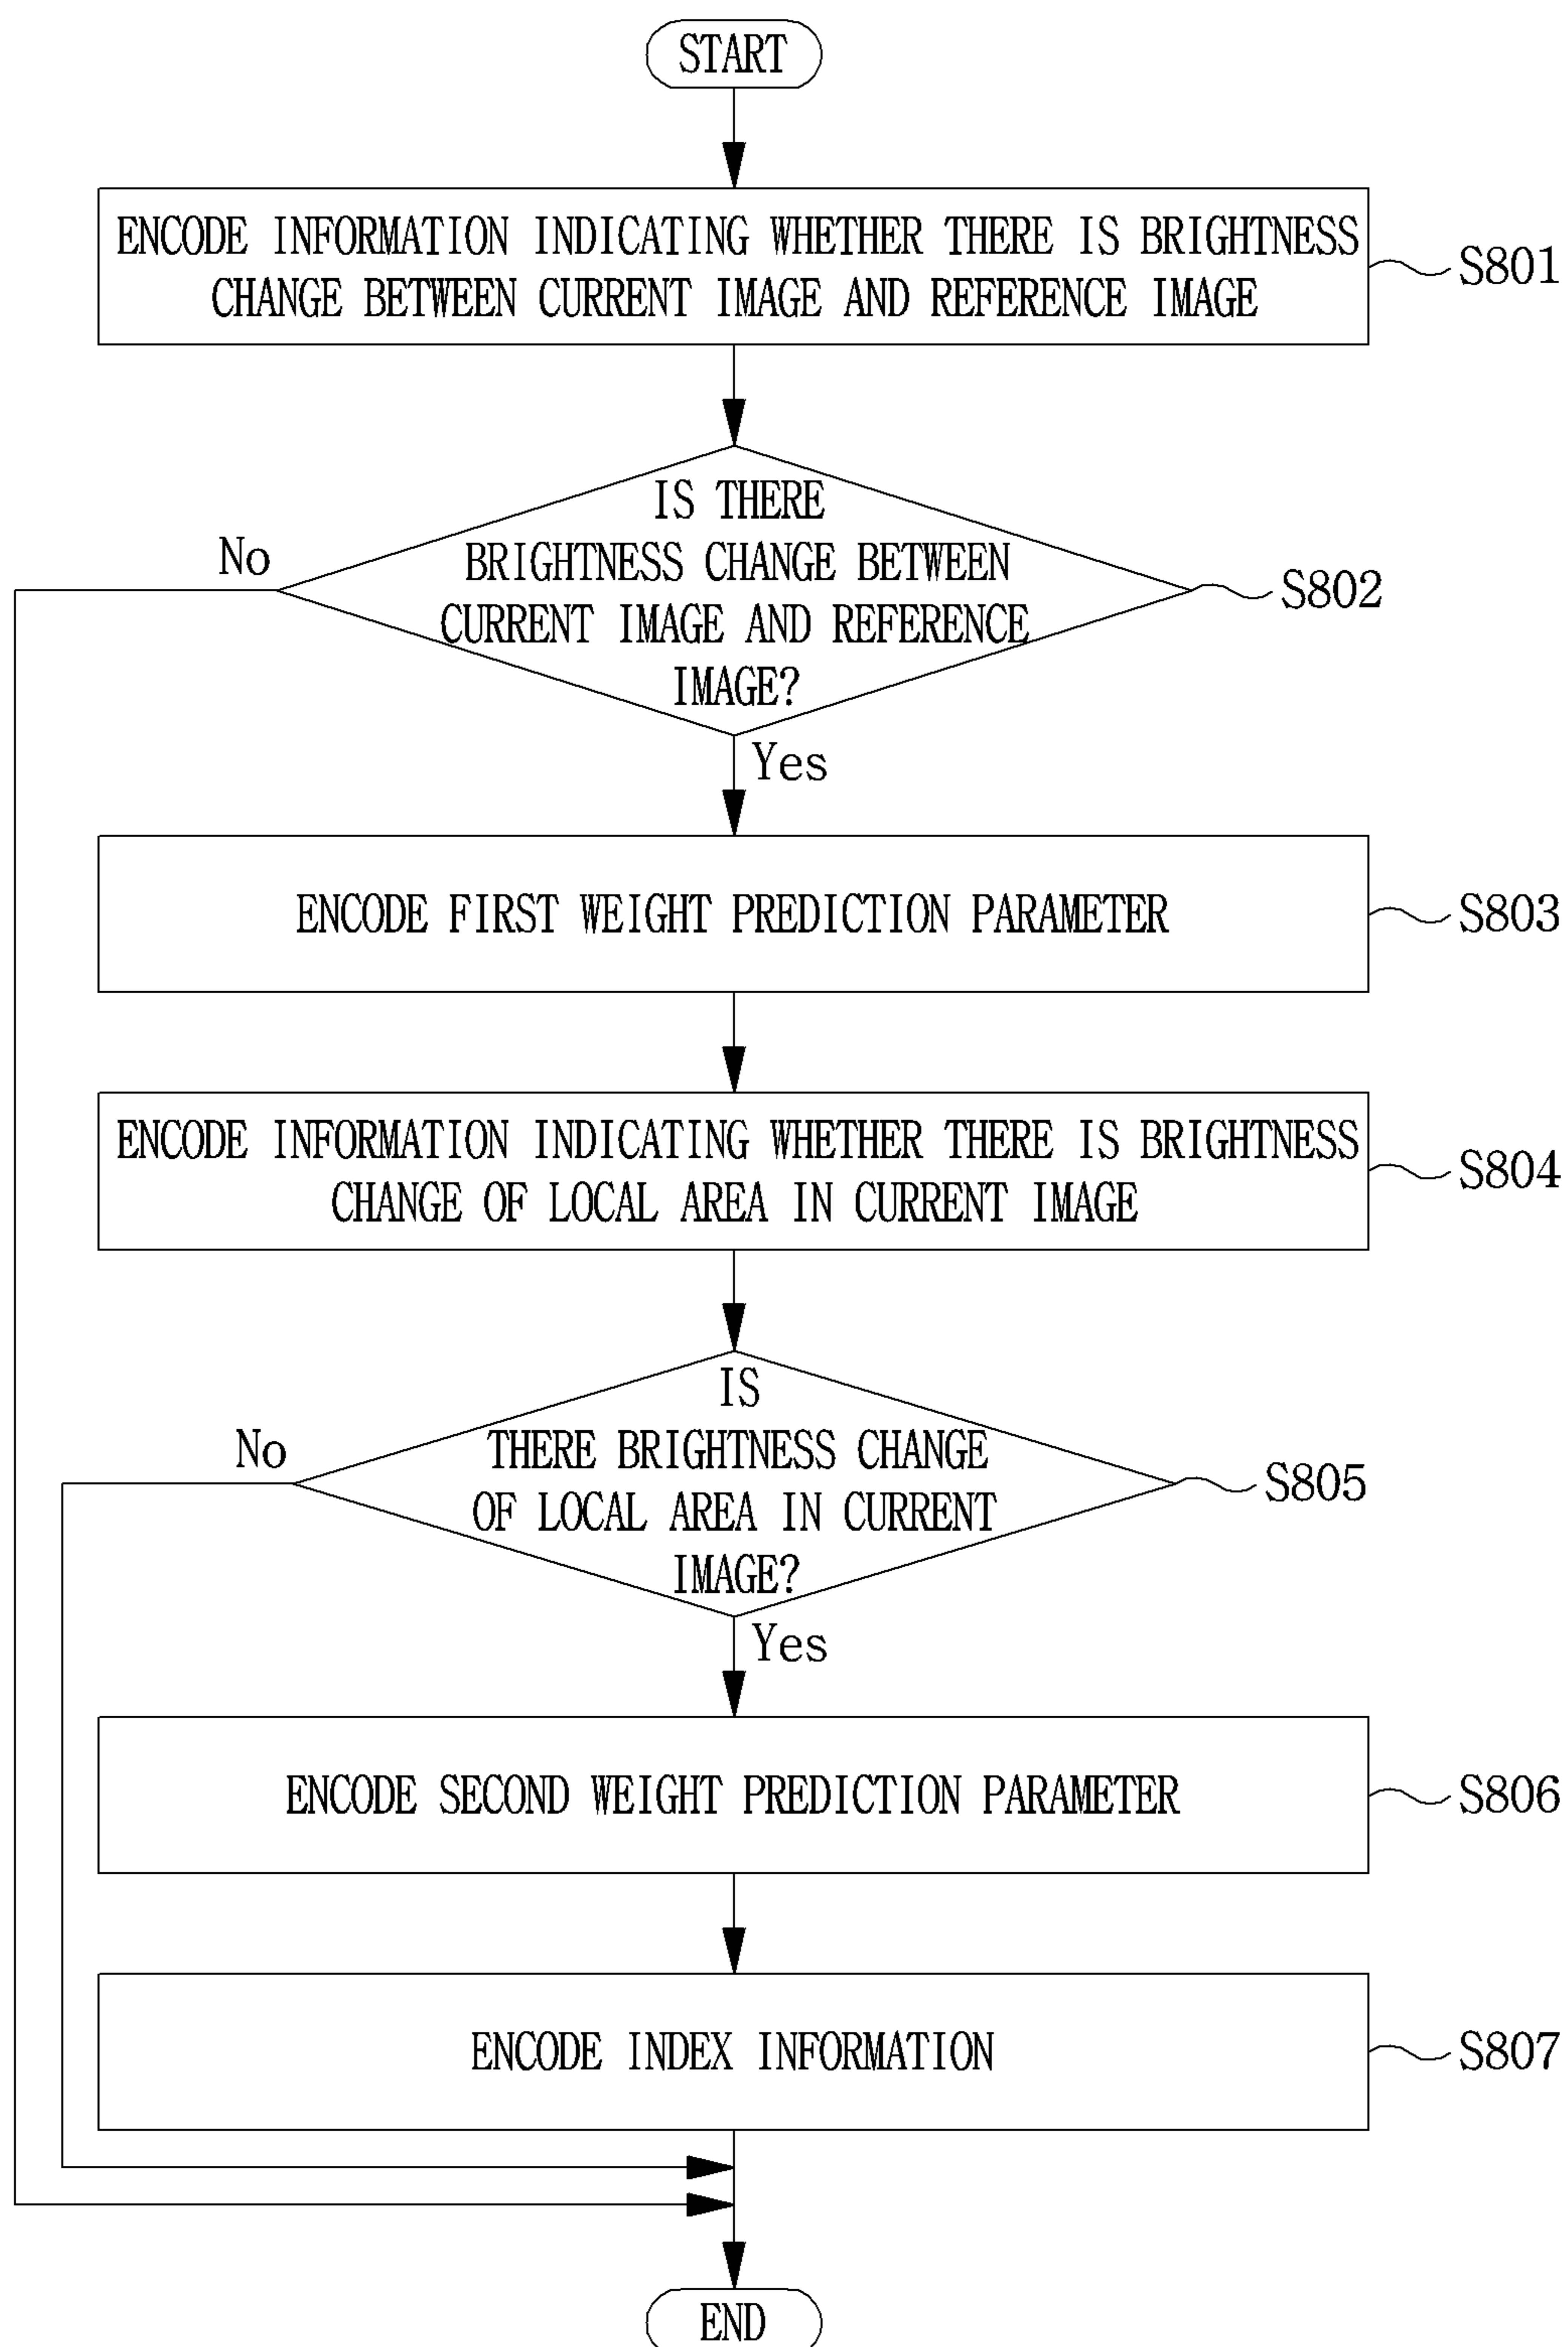 START
ENCODE INFORMATION INDICATING WHETHER THERE IS BRIGHTNESS
CHANGE BETWEEN CURRENT IMAGE AND REFERENCE IMAGE
S801
IS THERE
BRIGHTNESS CHANGE BETWEEN
CURRENT IMAGE AND REFERENCE
IMAGE?
No
S802
Yes
ENCODE FIRST WEIGHT PREDICTION PARAMETER
S803
ENCODE INFORMATION INDICATING WHETHER THERE IS BRIGHTNESS
CHANGE OF LOCAL AREA IN CURRENT IMAGE
S804
IS
THERE BRIGHTNESS CHANGE
OF LOCAL AREA IN CURRENT
IMAGE?
No
S805
Yes
ENCODE SECOND WEIGHT PREDICTION PARAMETER
S806
ENCODE INDEX INFORMATION
S807
END